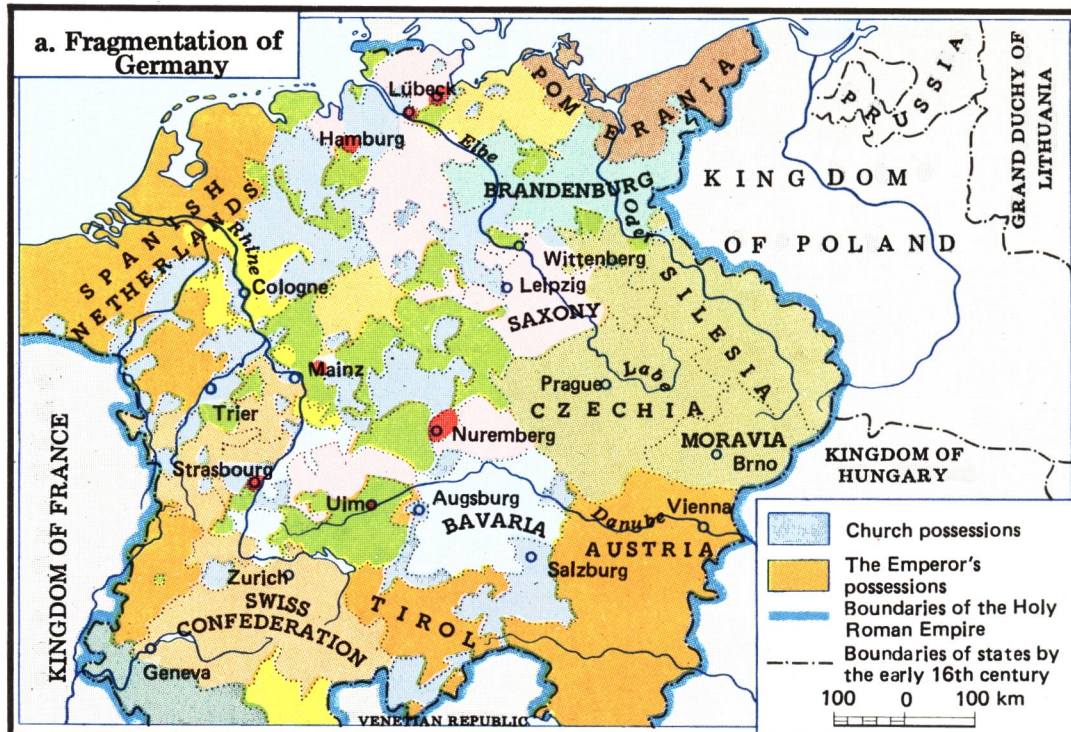 a. Fragmentation of
Germany
Lübeck
Hamburg
Elbe
POM
ERANIA
PRUSSIA
GRAND DUCHY OF
LITHUANIA
BRANDENBURG
KINGDOM
OF POLAND
Oder
SPANISH
NETHERLANDS
Rhine
Cologne
Wittenberg
Leipzig
SAXONY
SILESIA
Mainz
Trier
Prague
Labe
CZECHIA
Nuremberg
MORAVIA
Brno
KINGDOM OF
HUNGARY
KINGDOM OF FRANCE
Strasbourg
Ulm
Augsburg
BAVARIA
Danube
Vienna
AUSTRIA
Salzburg
Zurich
SWISS
CONFEDERATION
TIROL
Geneva
VENETIAN REPUBLIC
Church possessions
The Emperor's
possessions
Boundaries of the Holy
Roman Empire
Boundaries of states by
the early 16th century
100 0 100 km